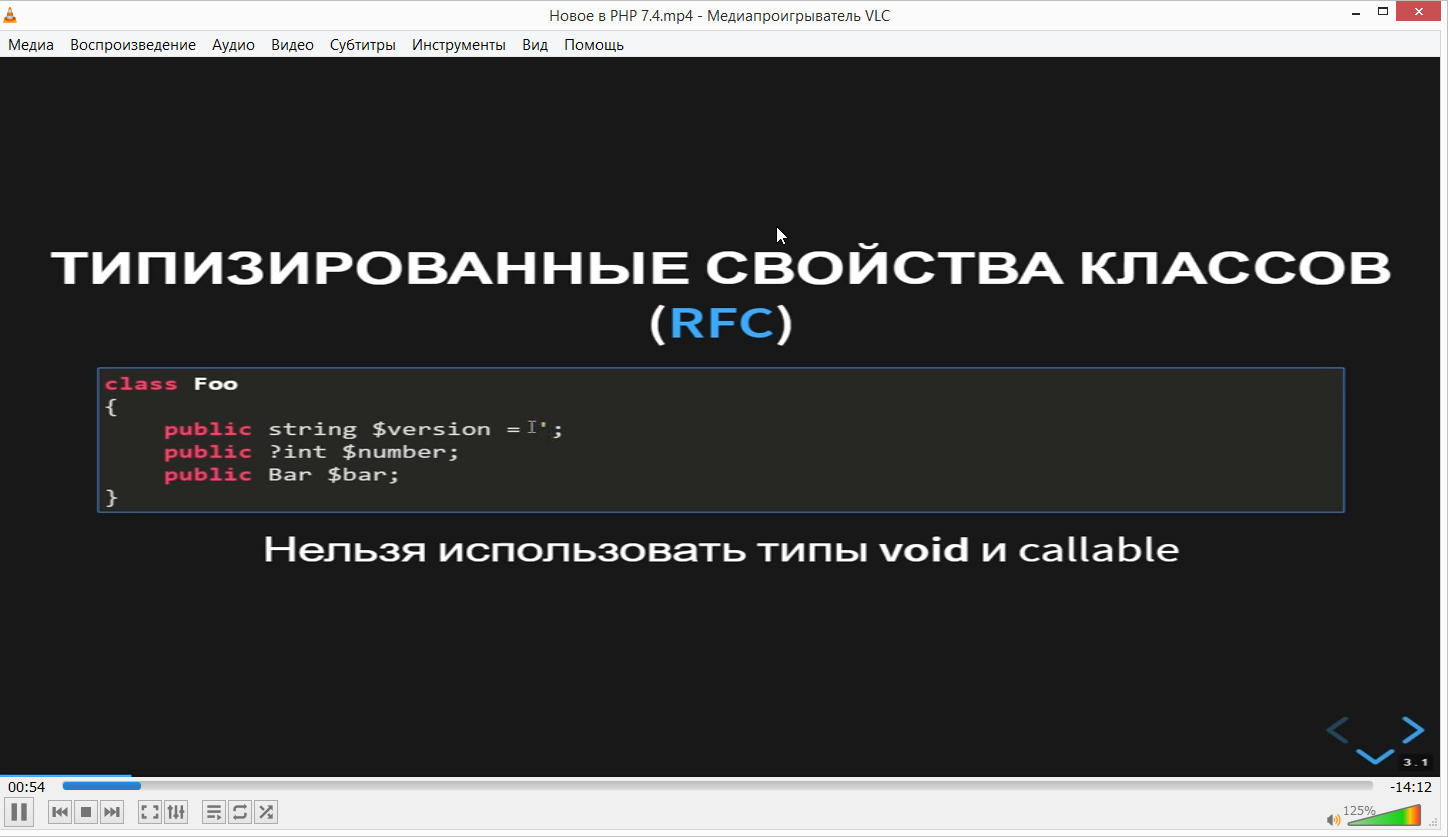 Новое в PHP 7.4.mp4 - Медиапроигрыватель VLC
Медиа Воспроизведение Аудио Видео Субтитры Инструменты Вид Помощь
ТИПИЗИРОВАННЫЕ СВОЙСТВА КЛАССОВ
(RFC)
class Foo
{
public string $version = ';
public ?int $number;
public Bar $bar;
}
Нельзя использовать типы void и callable
3.1
00:54 -14:12
125%